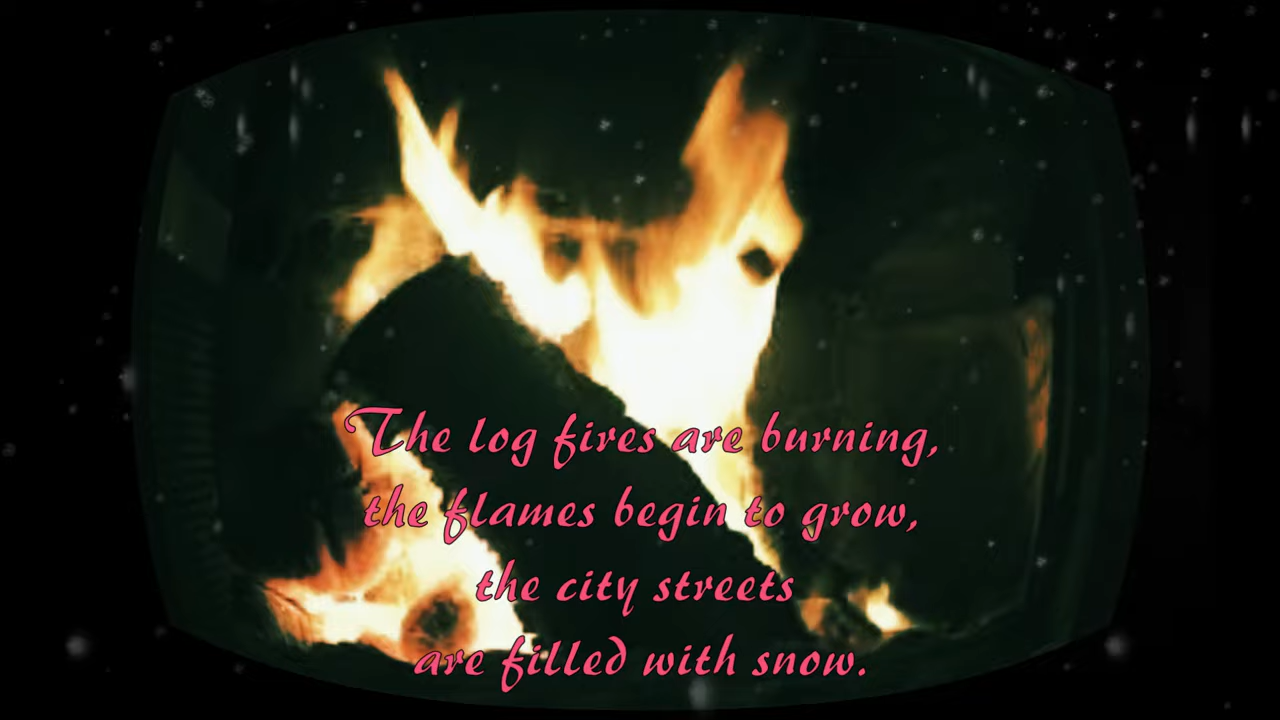 The log fires are burning,
the flames begin to grow,
the city streets
are filled with snow.